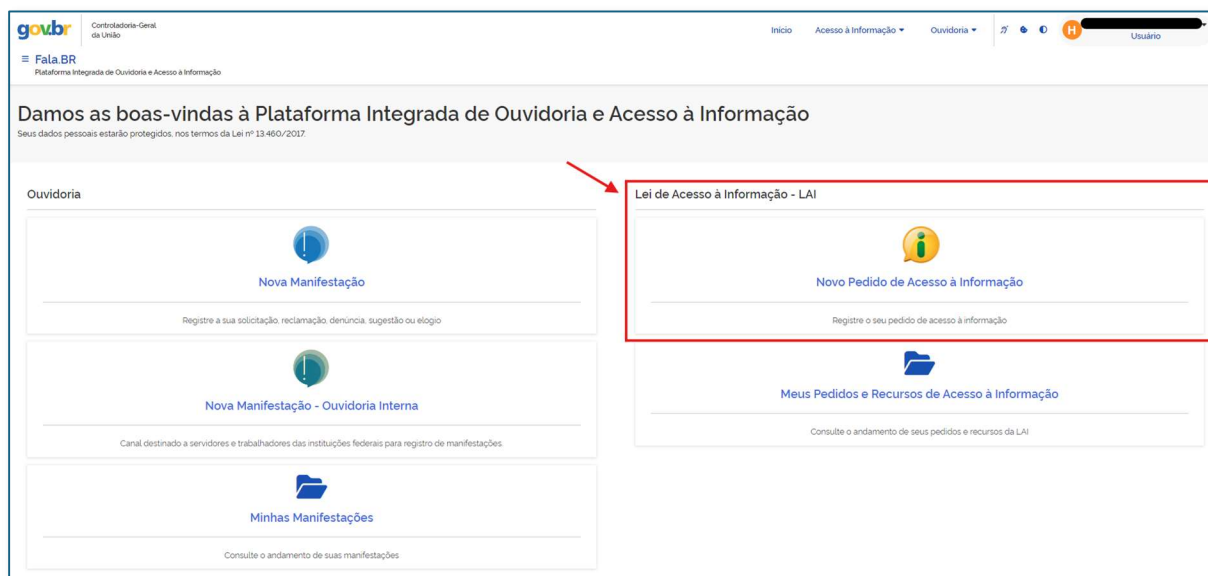 gov.br
Controladoria-Geral
da União
Início
Acesso à Informação
Ouvidoria
H
Usuário
Fala.BR
Plataforma Integrada de Ouvidoria e Acesso à Informação
Damos as boas-vindas à Plataforma Integrada de Ouvidoria e Acesso à Informação
Seus dados pessoais estarão protegidos, nos termos da Lei nº 13.460/2017.
Ouvidoria
Nova Manifestação
Registre a sua solicitação, reclamação, denúncia, sugestão ou elogio
Nova Manifestação - Ouvidoria Interna
Canal destinado a servidores e trabalhadores das instituições federais para registro de manifestações.
Minhas Manifestações
Consulte o andamento de suas manifestações
Lei de Acesso à Informação - LAI
Novo Pedido de Acesso à Informação
Registre o seu pedido de acesso à informação
Meus Pedidos e Recursos de Acesso à Informação
Consulte o andamento de seus pedidos e recursos da LAI